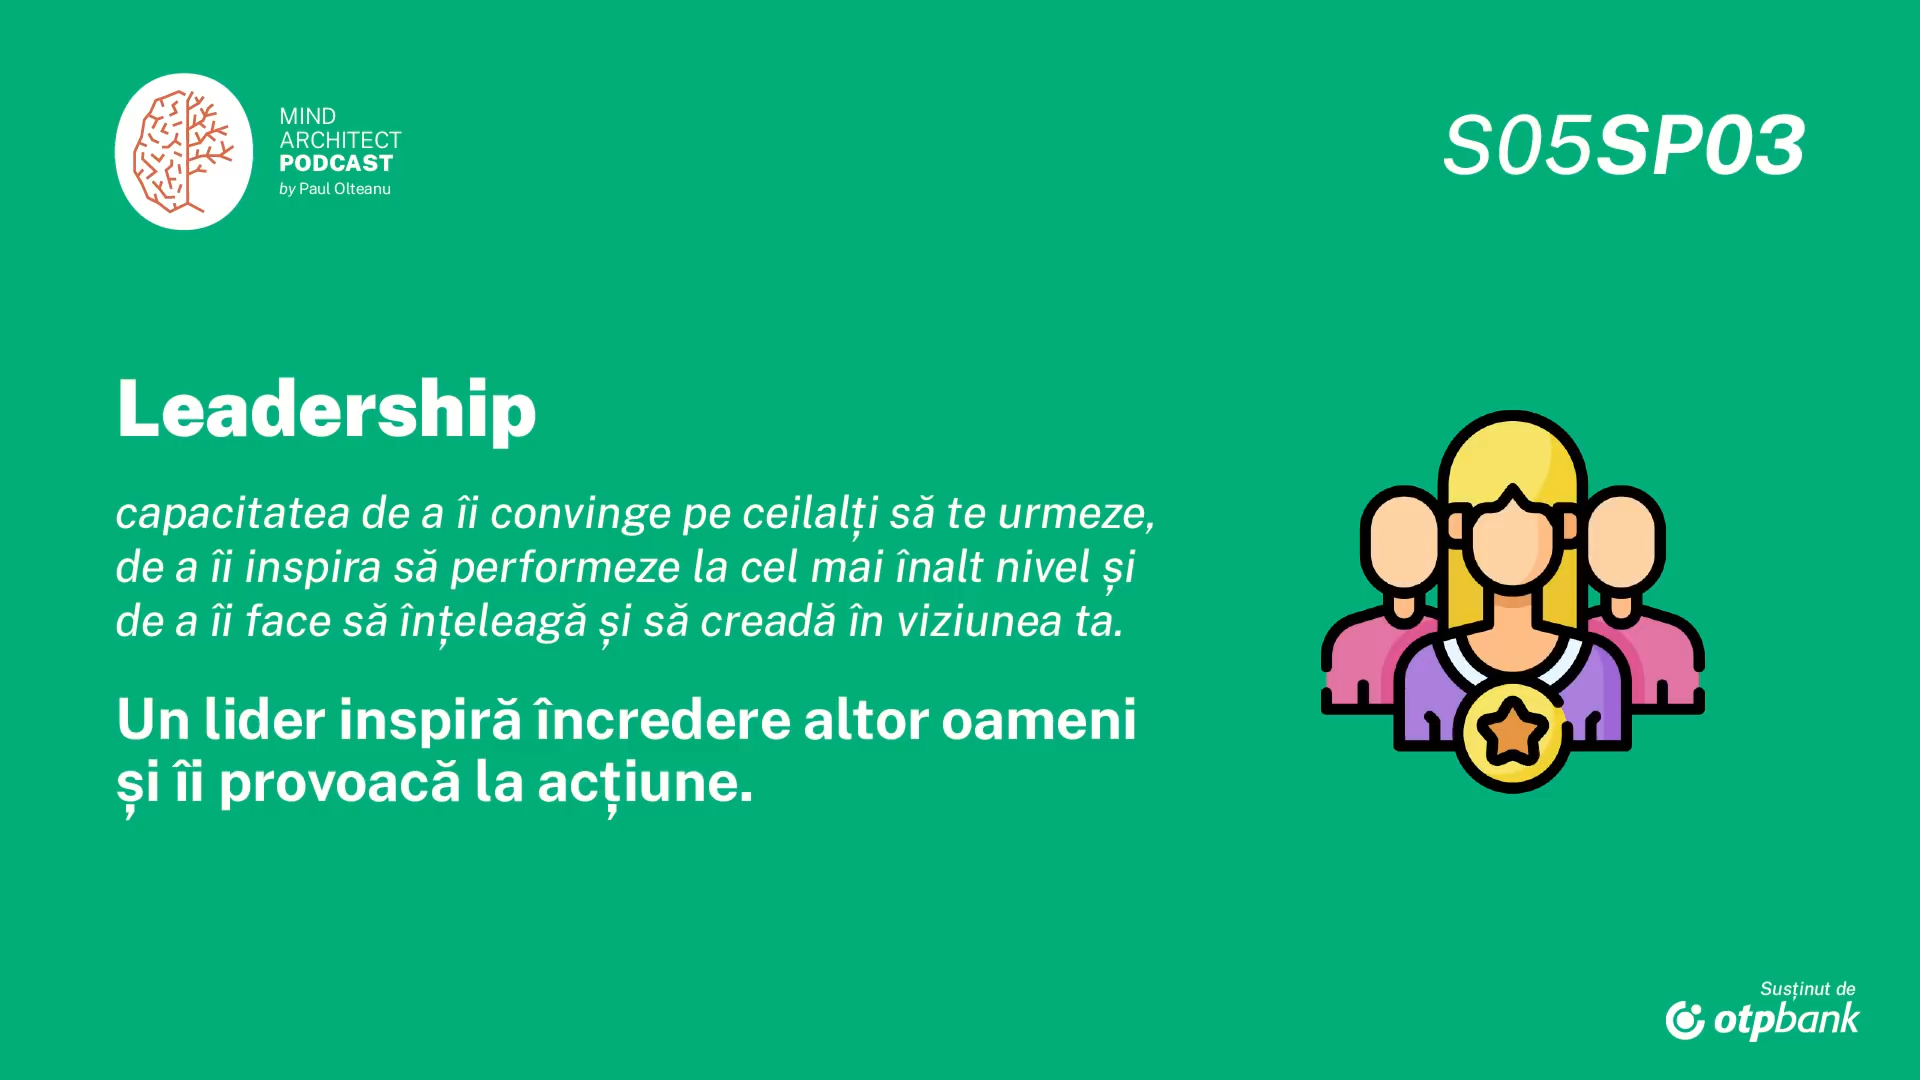 MIND
ARCHITECT
PODCAST
by Paul Olteanu
S05SP03
Leadership
capacitatea de a îi convinge pe ceilalți să te urmeze,
de a îi inspira să performeze la cel mai înalt nivel și
de a îi face să înțeleagă și să creadă în viziunea ta.
Un lider inspiră încredere altor oameni
și îi provoacă la acțiune.
Susținut de
otpbank